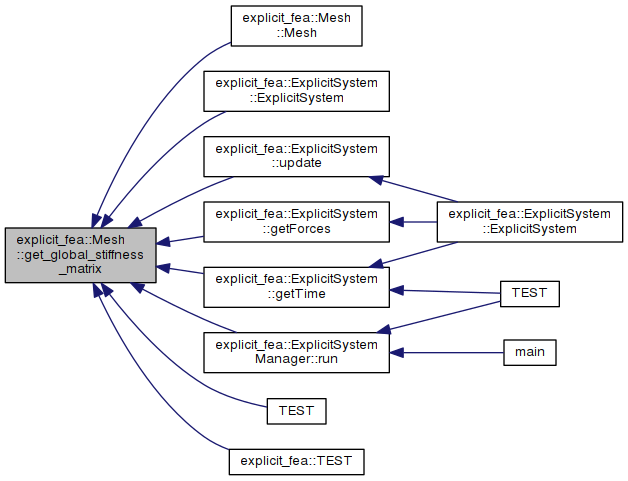 explicit_fea::Mesh
::Mesh
explicit_fea::ExplicitSystem
::ExplicitSystem
explicit_fea::ExplicitSystem
::update
explicit_fea::ExplicitSystem
::getForces
explicit_fea::ExplicitSystem
::ExplicitSystem
explicit_fea::Mesh
::get_global_stiffness
_matrix
explicit_fea::ExplicitSystem
::getTime
TEST
explicit_fea::ExplicitSystem
Manager::run
main
TEST
explicit_fea::TEST